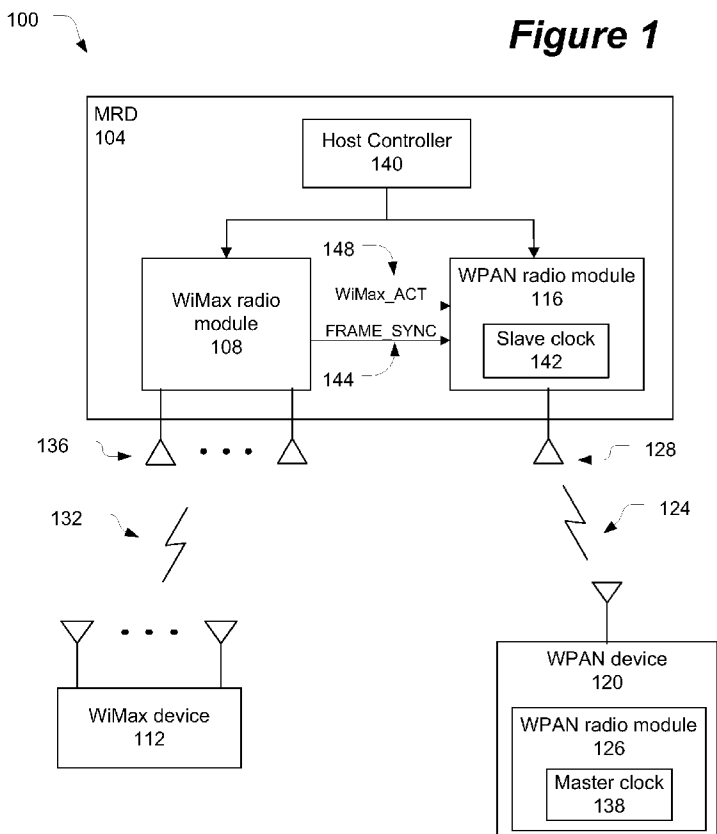 100
Figure 1
MRD
104
Host Controller
140
148
WiMax radio
module
108
WiMax_ACT
FRAME_SYNC
144
WPAN radio module
116
Slave clock
142
136
128
132
124
WiMax device
112
WPAN device
120
WPAN radio module
126
Master clock
138